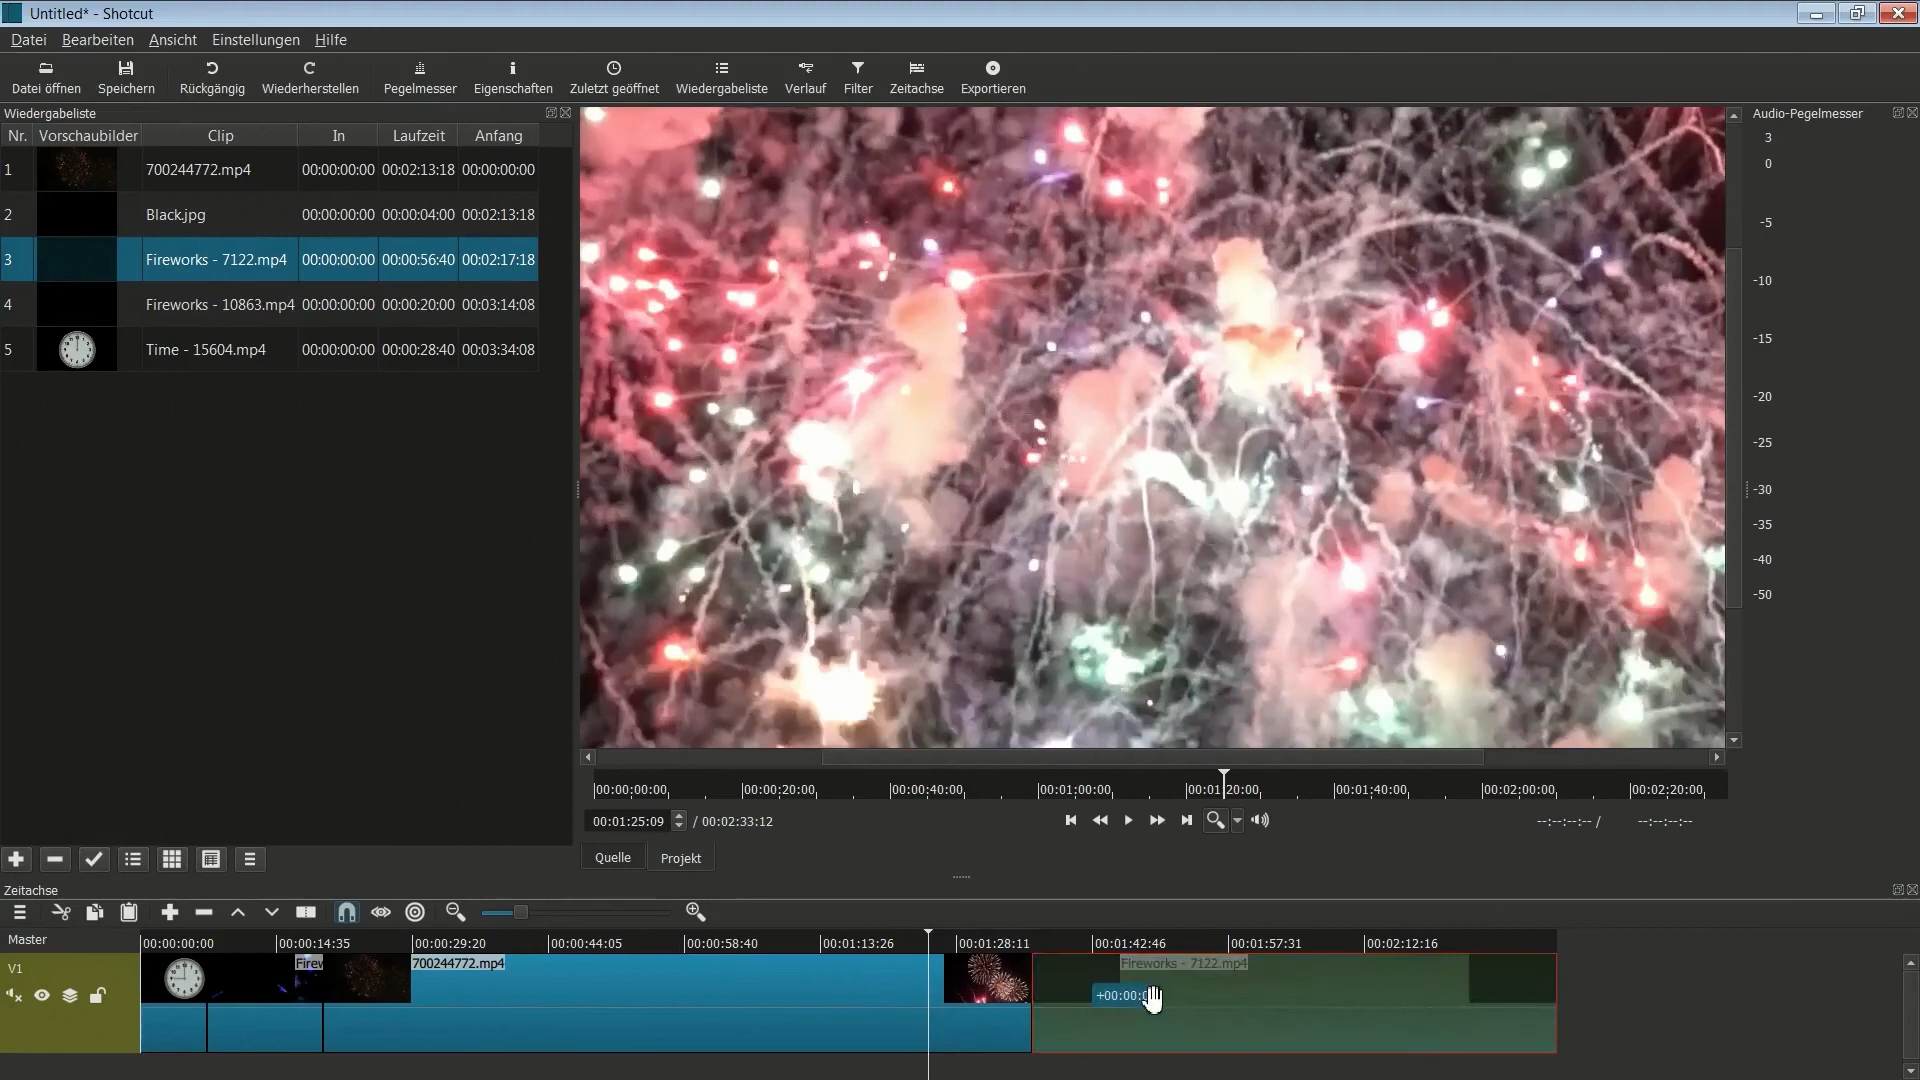 Untitled* - Shotcut
Datei Bearbeiten Ansicht Einstellungen Hilfe
Datei öffnen Speichern Rückgängig Wiederherstellen Pegelmesser Eigenschaften Zuletzt geöffnet Wiedergabeliste Verlauf Filter Zeitachse Exportieren
Wiedergabeliste
Nr. Vorschaubilder Clip In Laufzeit Anfang
1 700244772.mp4 00:00:00:00 00:02:13:18 00:00:00:00
2 Black.jpg 00:00:00:00 00:00:04:00 00:02:13:18
3 Fireworks - 7122.mp4 00:00:00:00 00:00:56:40 00:02:17:18
4 Fireworks - 10863.mp4 00:00:00:00 00:00:20:00 00:03:14:08
5 Time - 15604.mp4 00:00:00:00 00:00:28:40 00:03:34:08
Audio-Pegelmesser
3
0
-5
-10
-15
-20
-25
-30
-35
-40
-50
00:00:00:00 00:00:20:00 00:00:40:00 00:01:00:00 00:01:20:00 00:01:40:00 00:02:00:00 00:02:20:00
00:01:25:09 / 00:02:33:12 --:--:--:-- / --:--:--:--
Quelle Projekt
Zeitachse
Master 00:00:00:00 00:00:14:35 00:00:29:20 00:00:44:05 00:00:58:40 00:01:13:26 00:01:28:11 00:01:42:46 00:01:57:31 00:02:12:16
V1 700244772.mp4 Fireworks - 7122.mp4